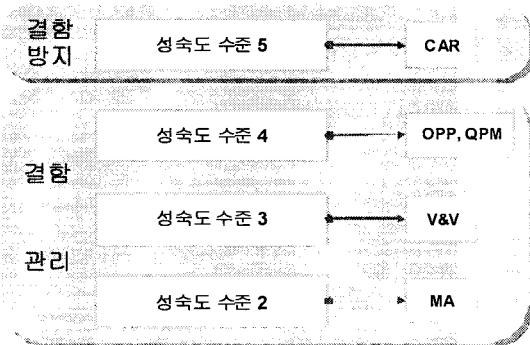 결함
방지
성숙도 수준 5
CAR
성숙도 수준 4
OPP, QPM
결함
성숙도 수준 3
V&V
관리
성숙도 수준 2
MA